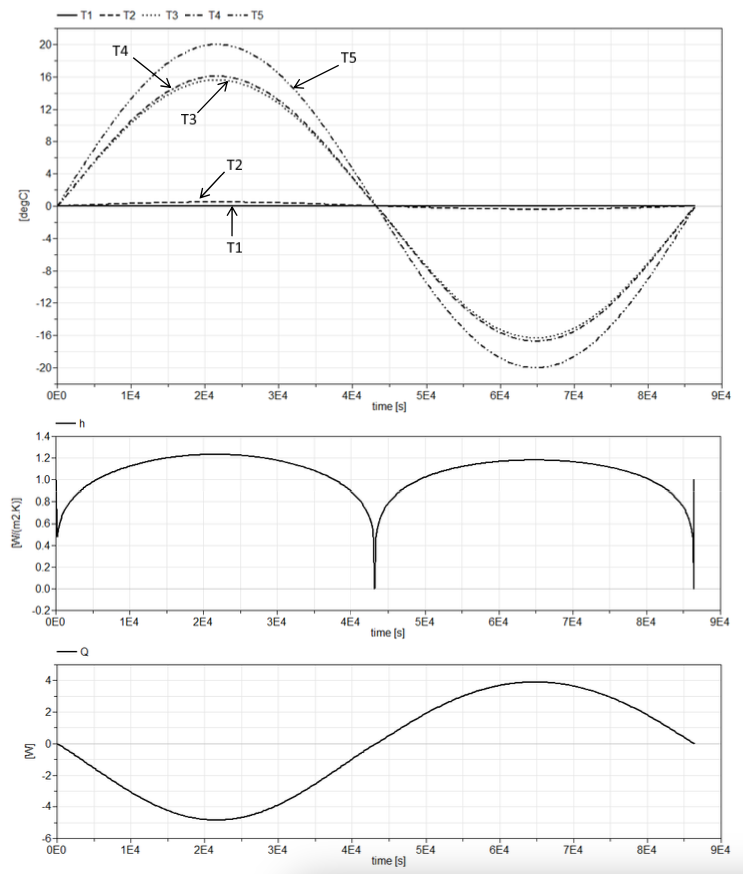 T1 T2 T3 T4 T5
20
16
12
8
4
0
-4
-8
-12
-16
-20
[degC]
T4
T5
T3
T2
T1
0E0 1E4 2E4 3E4 4E4 5E4 6E4 7E4 8E4 9E4
time [s]
h
1.4
1.2
1.0
0.8
0.6
0.4
0.2
0.0
-0.2
[W/(m2.K)]
0E0 1E4 2E4 3E4 4E4 5E4 6E4 7E4 8E4 9E4
time [s]
Q
4
2
0
-2
-4
-6
[W]
0E0 1E4 2E4 3E4 4E4 5E4 6E4 7E4 8E4 9E4
time [s]